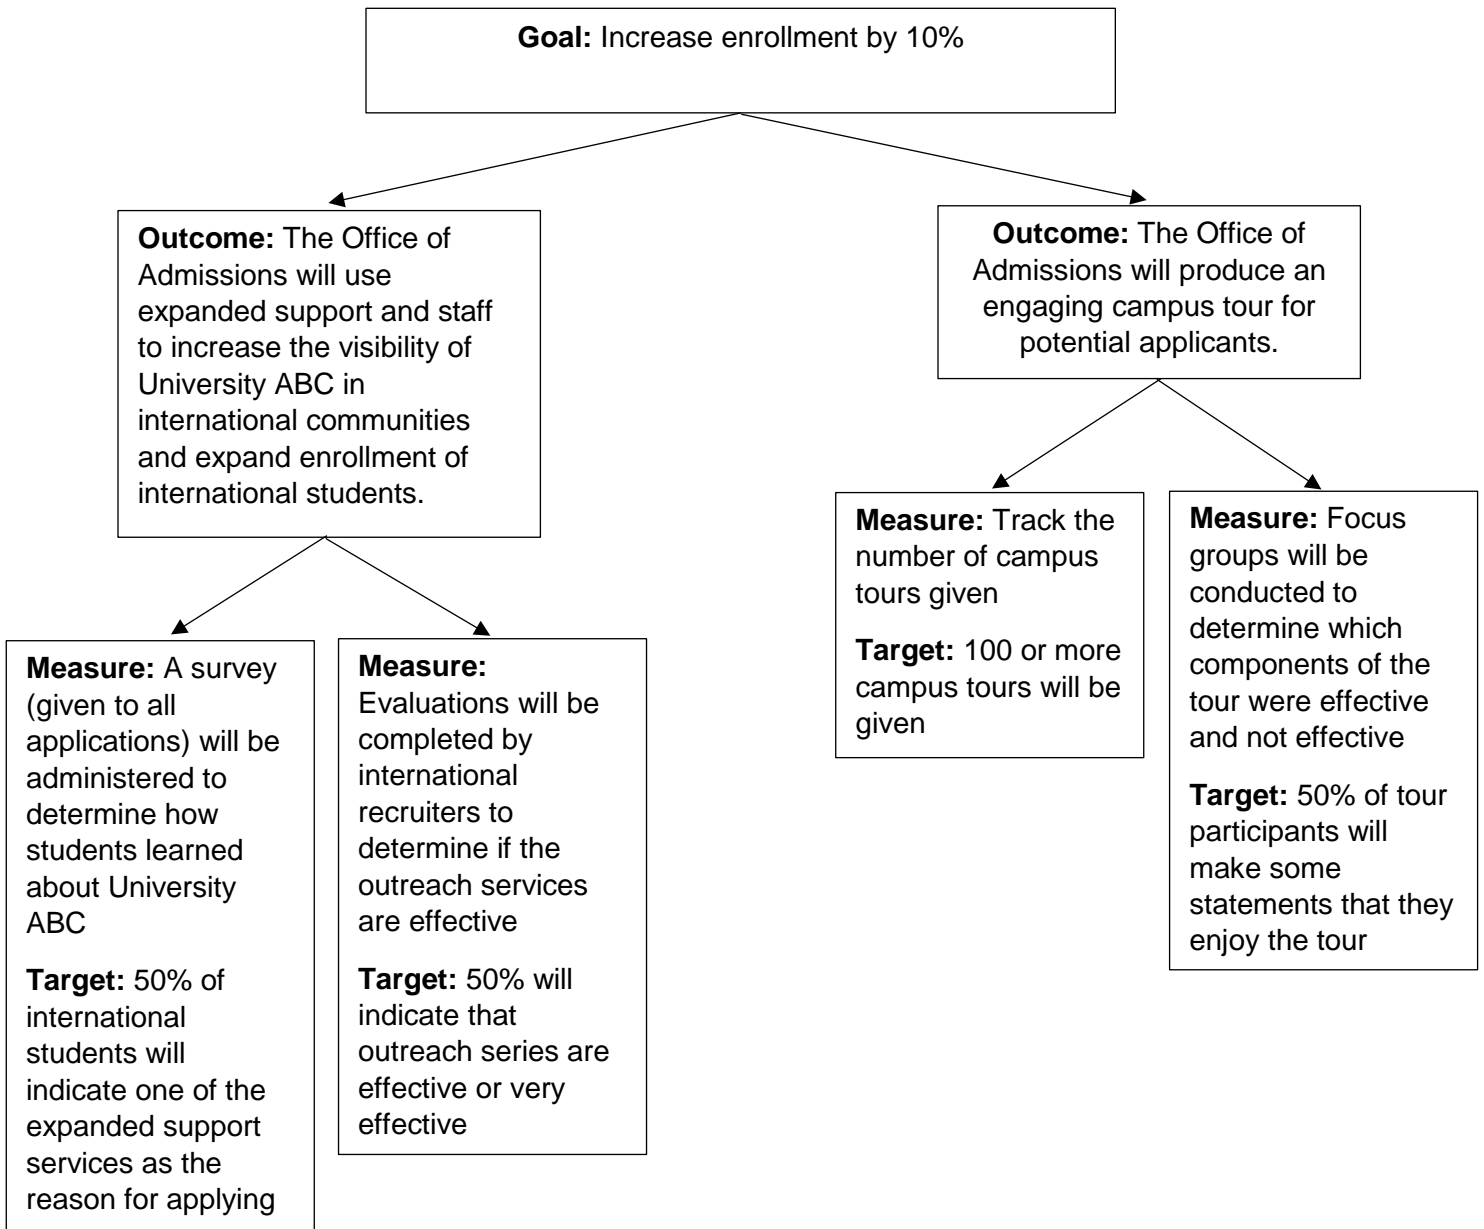 Goal: Increase enrollment by 10%
Outcome: The Office of
Admissions will use
expanded support and staff
to increase the visibility of
University ABC in
international communities
and expand enrollment of
international students.
Outcome: The Office of
Admissions will produce an
engaging campus tour for
potential applicants.
Measure: A survey
(given to all
applications) will be
administered to
determine how
students learned
about University
ABC
Target: 50% of
international
students will
indicate one of the
expanded support
services as the
reason for applying
Measure:
Evaluations will be
completed by
international
recruiters to
determine if the
outreach services
are effective
Target: 50% will
indicate that
outreach series are
effective or very
effective
Measure: Track the
number of campus
tours given
Target: 100 or more
campus tours will be
given
Measure: Focus
groups will be
conducted to
determine which
components of the
tour were effective
and not effective
Target: 50% of tour
participants will
make some
statements that they
enjoy the tour